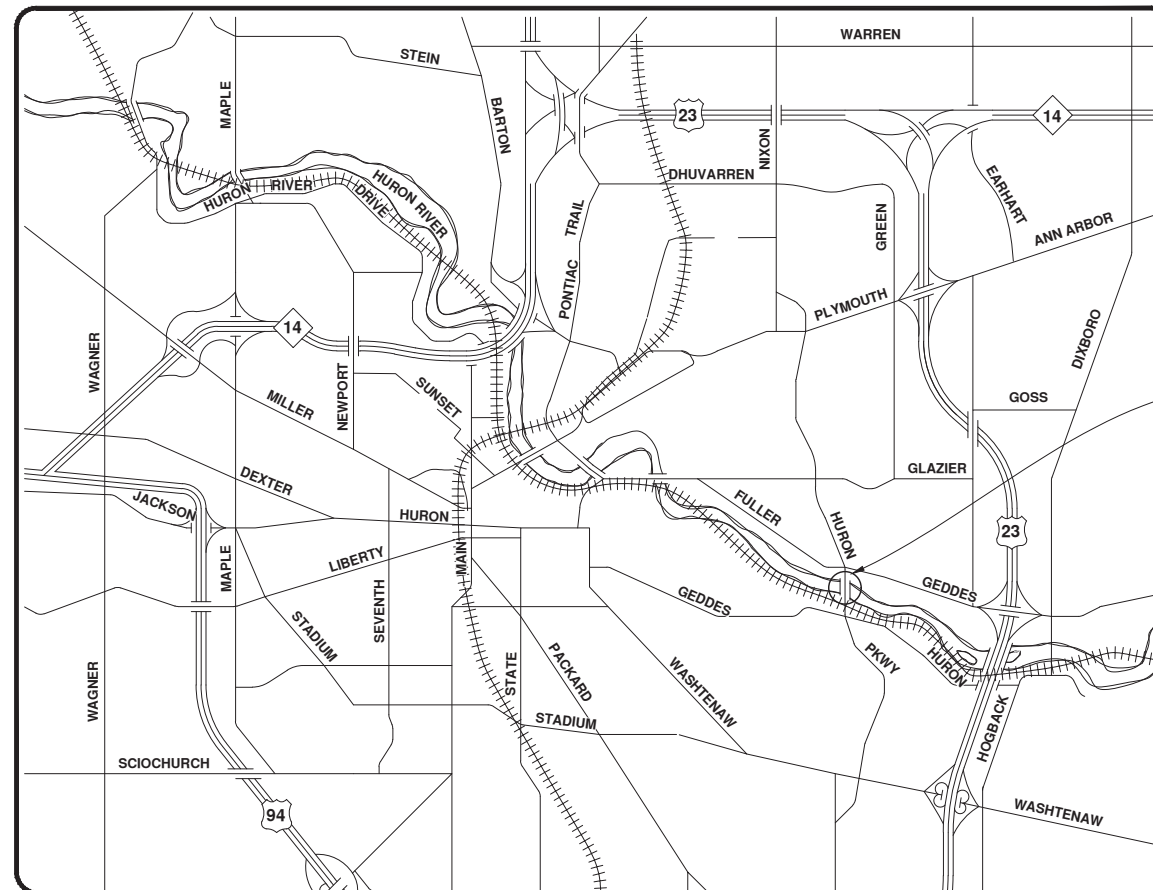 WARREN
STEIN
MAPLE
BARTON
23
14
NIXON
DHUVARREN
EARHART
HURON
RIVER
DRIVE
HURON RIVER
PONTIAC TRAIL
GREEN
ANN ARBOR
PLYMOUTH
14
WAGNER
NEWPORT
DIXBORO
MILLER
SUNSET
GOSS
DEXTER
GLAZIER
JACKSON
HURON
FULLER
HURON
23
MAPLE
LIBERTY
MAIN
GEDDES
GEDDES
STADIUM
SEVENTH
WAGNER
STATE
PACKARD
WASHTENAW
PKWY
HURON
STADIUM
HOGBACK
SCIOCHURCH
94
WASHTENAW